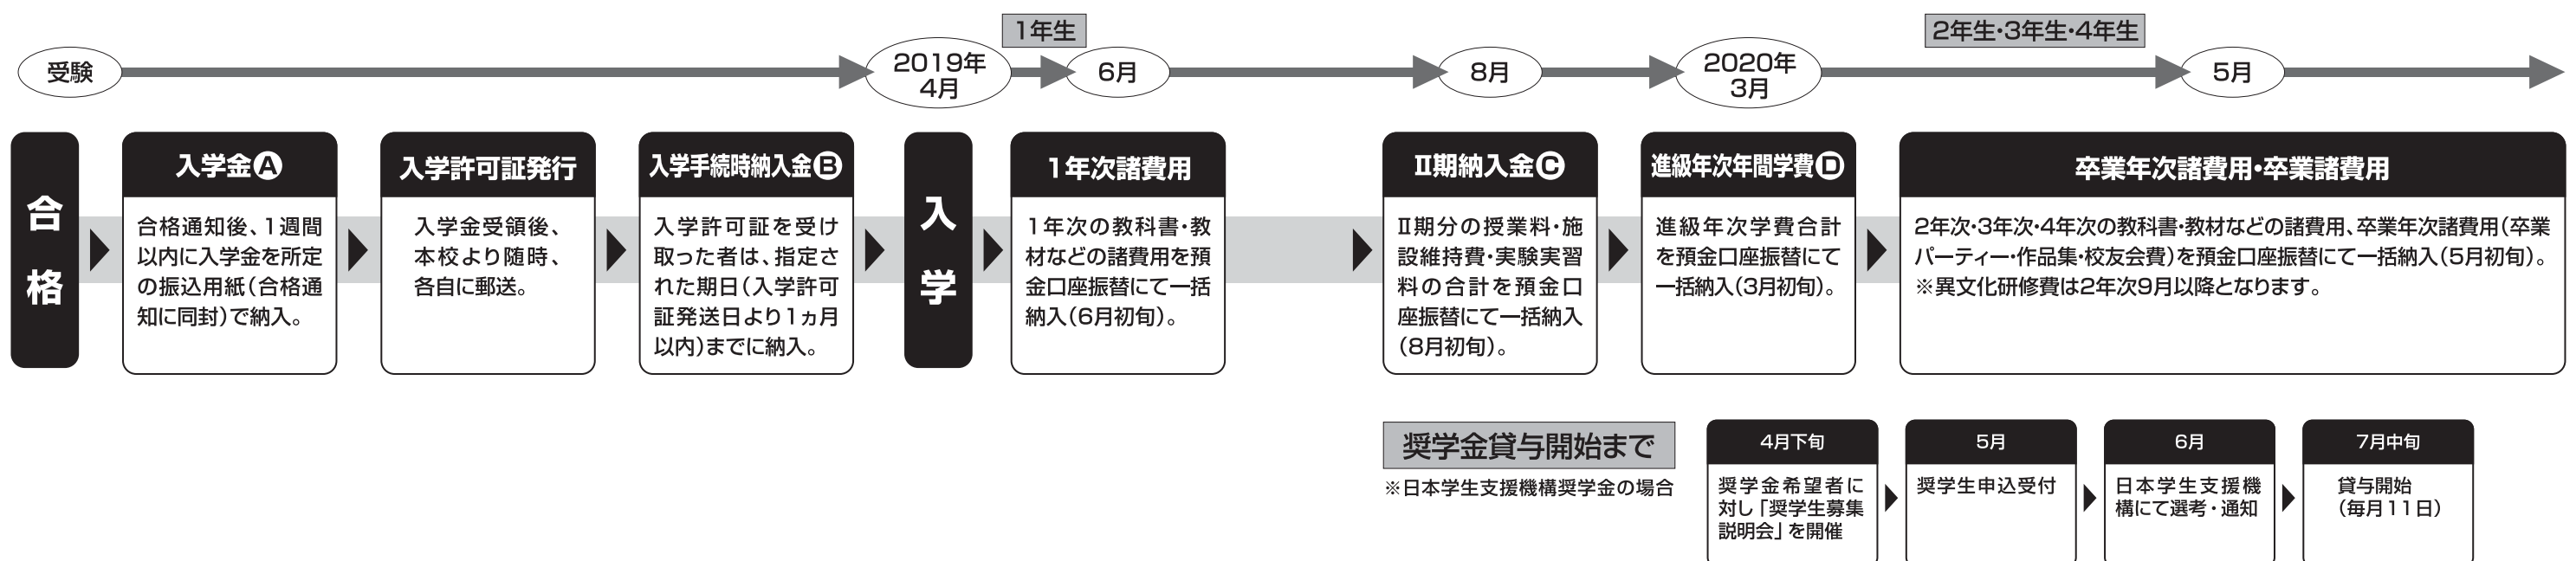 1年生
2年生・3年生・4年生
受験
2019年
4月
6月
8月
2020年
3月
5月
合格
入学金Ⓐ
合格通知後、1週間
以内に入学金を所定
の振込用紙（合格通
知に同封）で納入。
入学許可証発行
入学金受領後、
本校より随時、
各自に郵送。
入学手続時納入金Ⓑ
入学許可証を受け
取った者は、指定さ
れた期日（入学許可
証発送日より1ヵ月
以内）までに納入。
入学
1年次諸費用
1年次の教科書・教
材などの諸費用を預
金口座振替にて一括
納入（6月初旬）。
Ⅱ期納入金Ⓒ
Ⅱ期分の授業料・施
設維持費・実験実習
料の合計を預金口
座振替にて一括納入
（8月初旬）。
進級年次年間学費Ⓓ
進級年次学費合計
を預金口座振替にて
一括納入（3月初旬）。
卒業年次諸費用・卒業諸費用
2年次・3年次・4年次の教科書・教材などの諸費用、卒業年次諸費用（卒業
パーティー・作品集・校友会費）を預金口座振替にて一括納入（5月初旬）。
※異文化研修費は2年次9月以降となります。
奨学金貸与開始まで
※日本学生支援機構奨学金の場合
4月下旬
奨学金希望者に
対し「奨学生募集
説明会」を開催
5月
奨学生申込受付
6月
日本学生支援機
構にて選考・通知
7月中旬
貸与開始
（毎月11日）